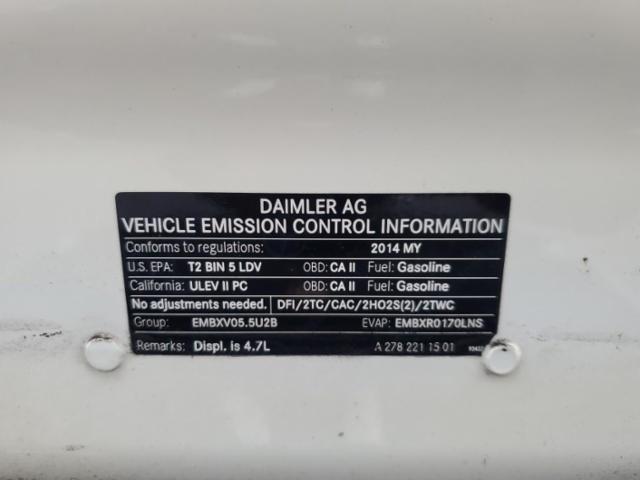 DAIMLER AG
VEHICLE EMISSION CONTROL INFORMATION
Conforms to regulations: 2014 MY
U.S. EPA: T2 BIN 5 LDV OBD: CA II Fuel: Gasoline
California: ULEV II PC OBD: CA II Fuel: Gasoline
No adjustments needed. DFI/2TC/CAC/2HO2S(2)/2TWC
Group: EMBXV05.5U2B EVAP: EMBXR0170LNS
Remarks: Displ. is 4.7L A 278 221 15 01